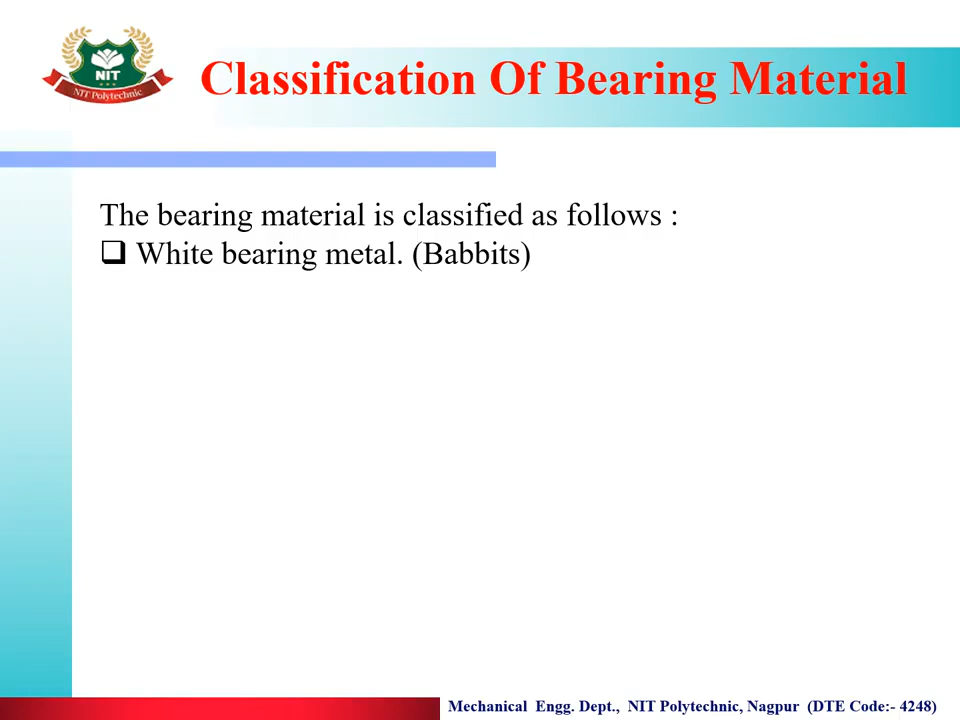 NIT
NIT Polytechnic
Classification Of Bearing Material
The bearing material is classified as follows :
❑ White bearing metal. (Babbits)
Mechanical Engg. Dept., NIT Polytechnic, Nagpur (DTE Code:- 4248)